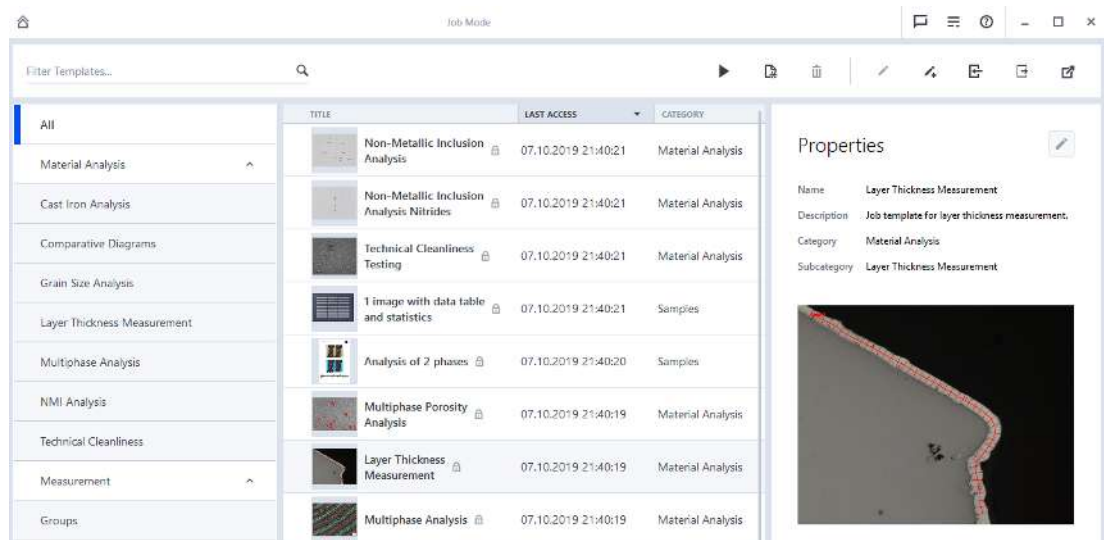 Job Mode
Filter Templates...
All
Material Analysis
Cast Iron Analysis
Comparative Diagrams
Grain Size Analysis
Layer Thickness Measurement
Multiphase Analysis
NMI Analysis
Technical Cleanliness
Measurement
Groups
TITLE LAST ACCESS CATEGORY
Non-Metallic Inclusion
Analysis 07.10.2019 21:40:21 Material Analysis
Non-Metallic Inclusion
Analysis Nitrides 07.10.2019 21:40:21 Material Analysis
Technical Cleanliness
Testing 07.10.2019 21:40:21 Material Analysis
1 image with data table
and statistics 07.10.2019 21:40:21 Samples
Analysis of 2 phases 07.10.2019 21:40:20 Samples
Multiphase Porosity
Analysis 07.10.2019 21:40:19 Material Analysis
Layer Thickness
Measurement 07.10.2019 21:40:19 Material Analysis
Multiphase Analysis 07.10.2019 21:40:19 Material Analysis
Properties
Name Layer Thickness Measurement
Description Job template for layer thickness measurement.
Category Material Analysis
Subcategory Layer Thickness Measurement